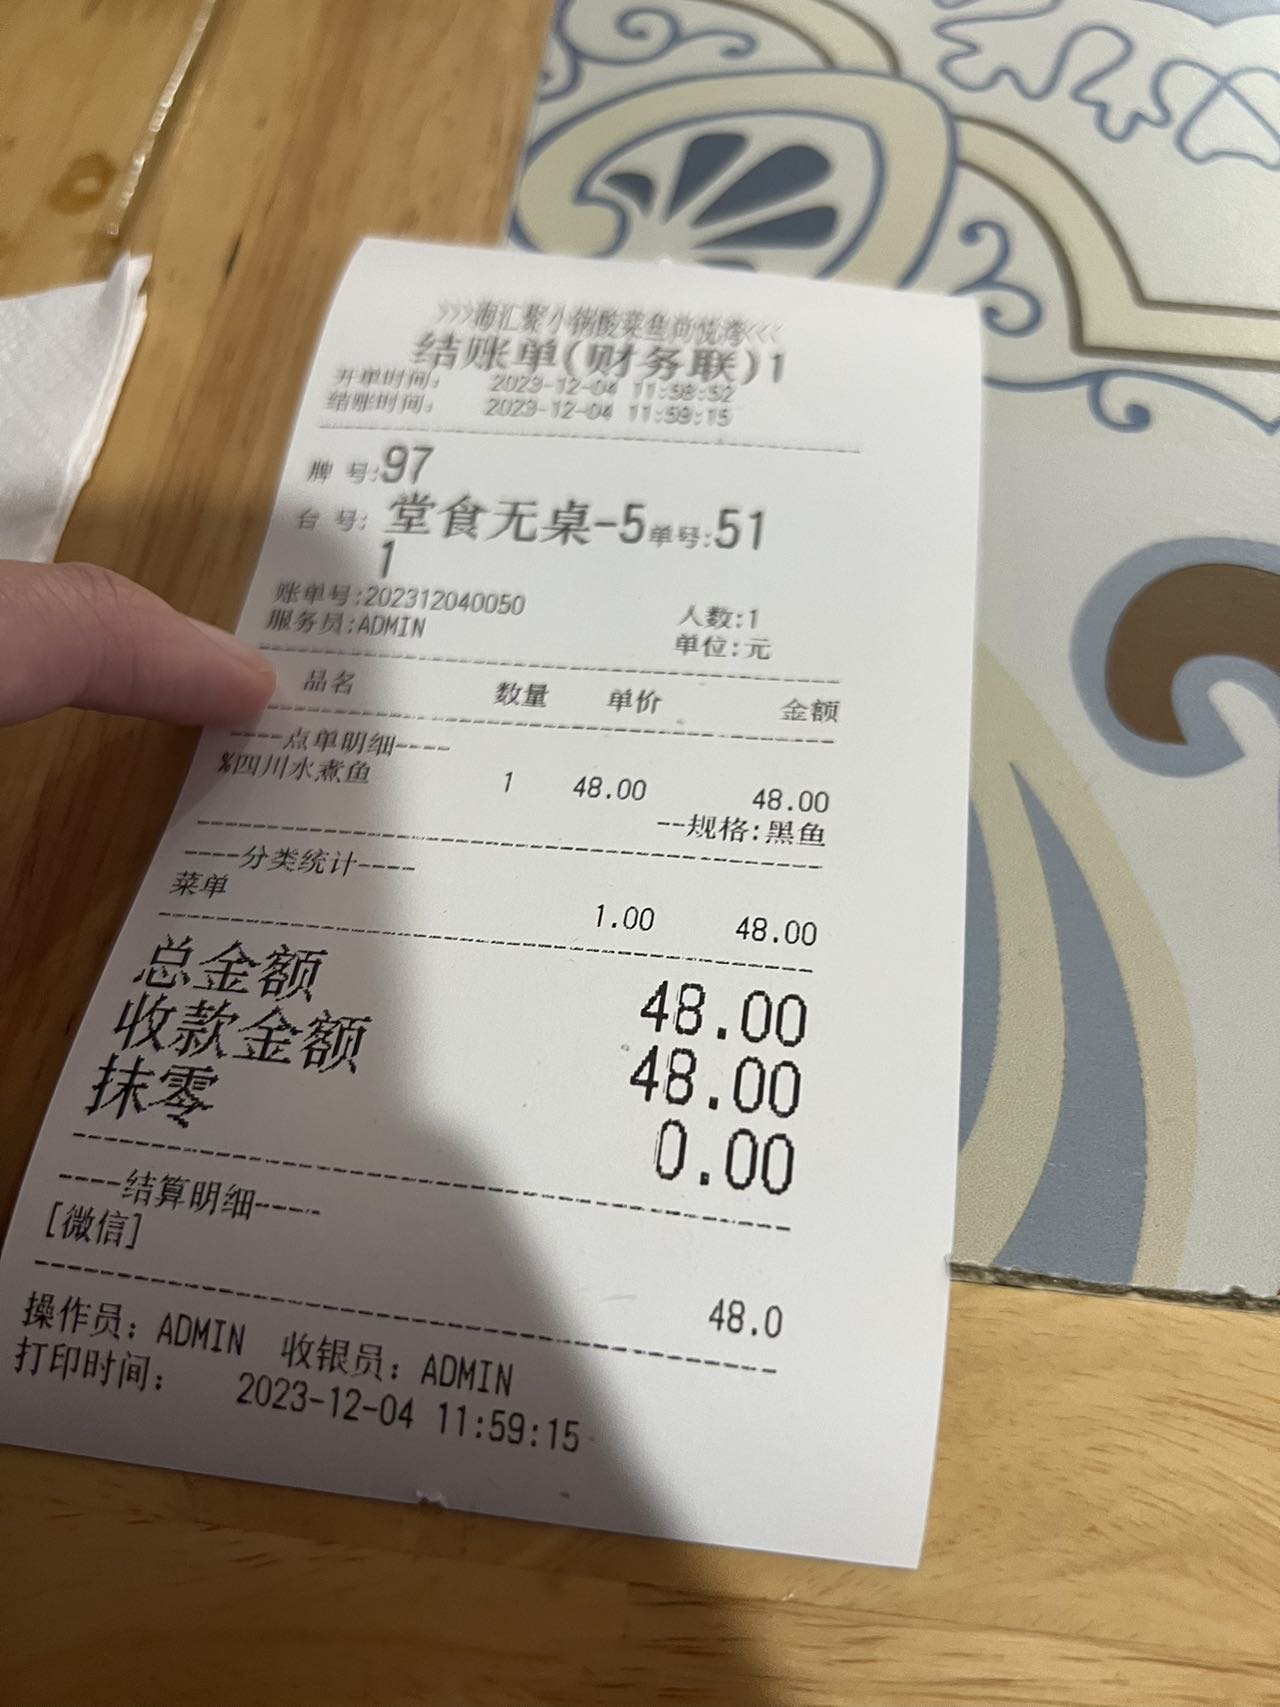 >>>海汇聚小锅酸菜鱼尚悦湾<<<
结账单(财务联)1
开单时间: 2023-12-04 11:58:52
结账时间: 2023-12-04 11:59:15
牌 号:97
台 号: 堂食无桌-5单号:51
1
账单号:202312040050 人数:1
服务员:ADMIN 单位:元
品名 数量 单价 金额
----点单明细----
%四川水煮鱼 1 48.00 48.00
--规格:黑鱼
----分类统计----
菜单 1.00 48.00
总金额 48.00
收款金额 48.00
抹零 0.00
----结算明细----
[微信] 48.0
操作员: ADMIN 收银员: ADMIN
打印时间: 2023-12-04 11:59:15